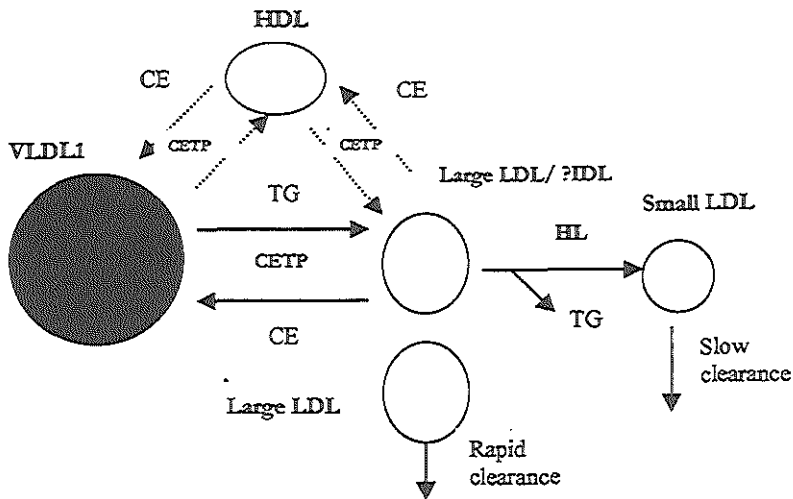 HDL
CE
CE
CETP
CETP
VLDL1
Large LDL/ ?IDL
TG
Small LDL
HL
CETP
TG
CE
Slow
clearance
Large LDL
Rapid
clearance